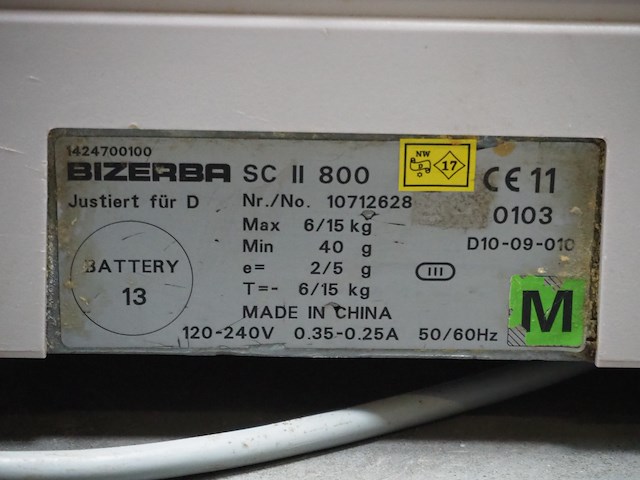 1424700100
BIZERBA SC II 800
NW
D
17
CE 11
Justiert für D
Nr./No. 10712628
0103
Max 6/15 kg
Min 40 g
D10-09-010
BATTERY
13
e= 2/5 g
III
T=- 6/15 kg
M
MADE IN CHINA
120-240V 0.35-0.25A 50/60Hz